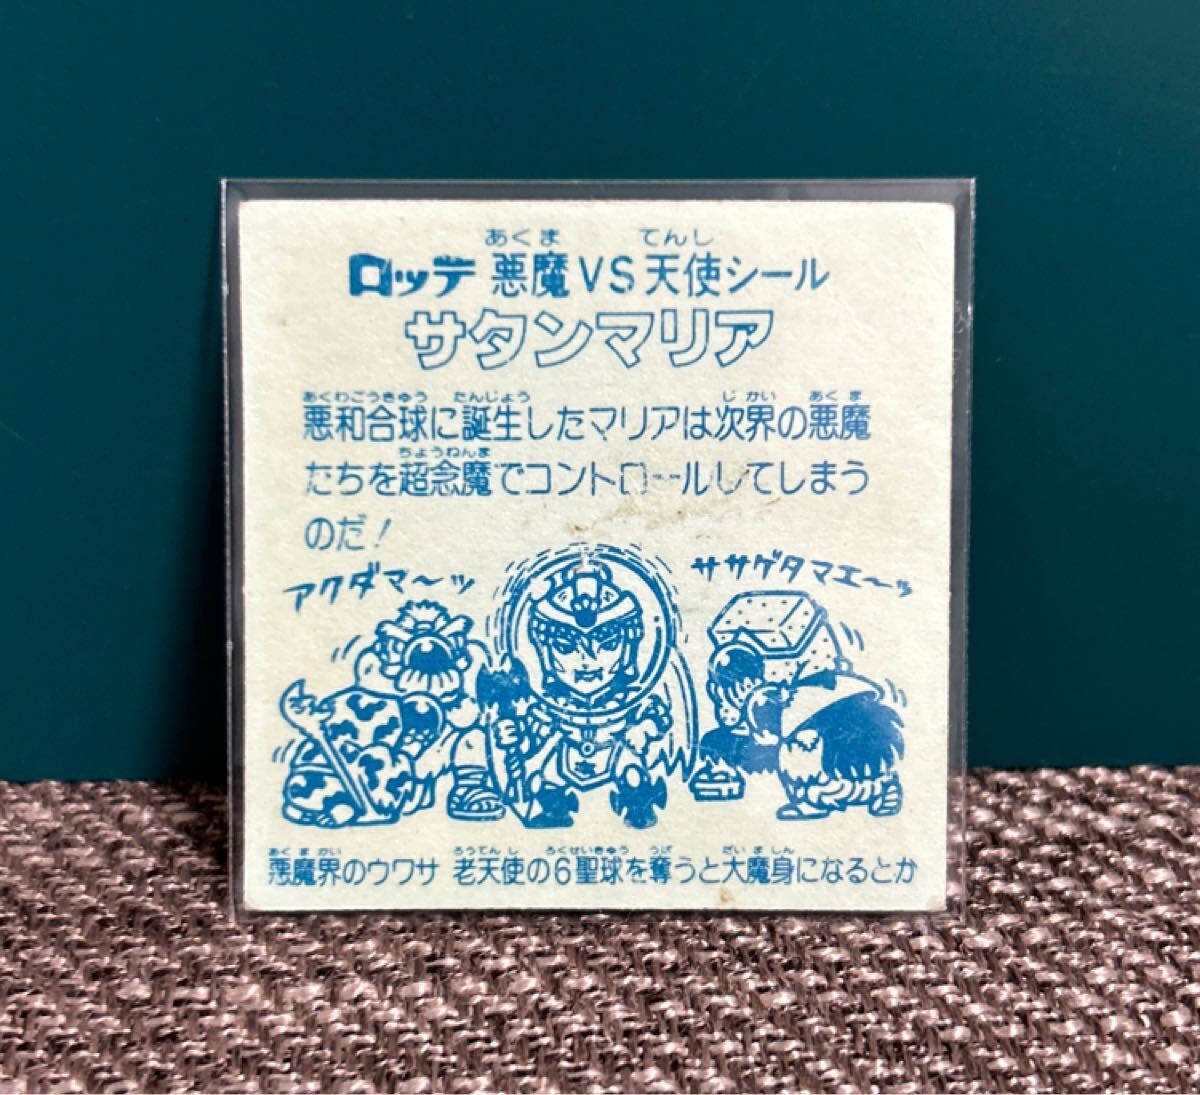 あくま てんし
ロッテ 悪魔VS天使シール
サタンマリア
あくわごうきゅう たんじょう じかい あくま
悪和合球に誕生したマリアは次界の悪魔
ちょうねんま
たちを超念魔でコントロールしてしまう
のだ!
アクダマ〜ッ
ササゲタマエ〜ッ
あくまかい ろうてんし ろくせいきゅう うば だいましん
悪魔界のウワサ 老天使の6聖球を奪うと大魔身になるとか